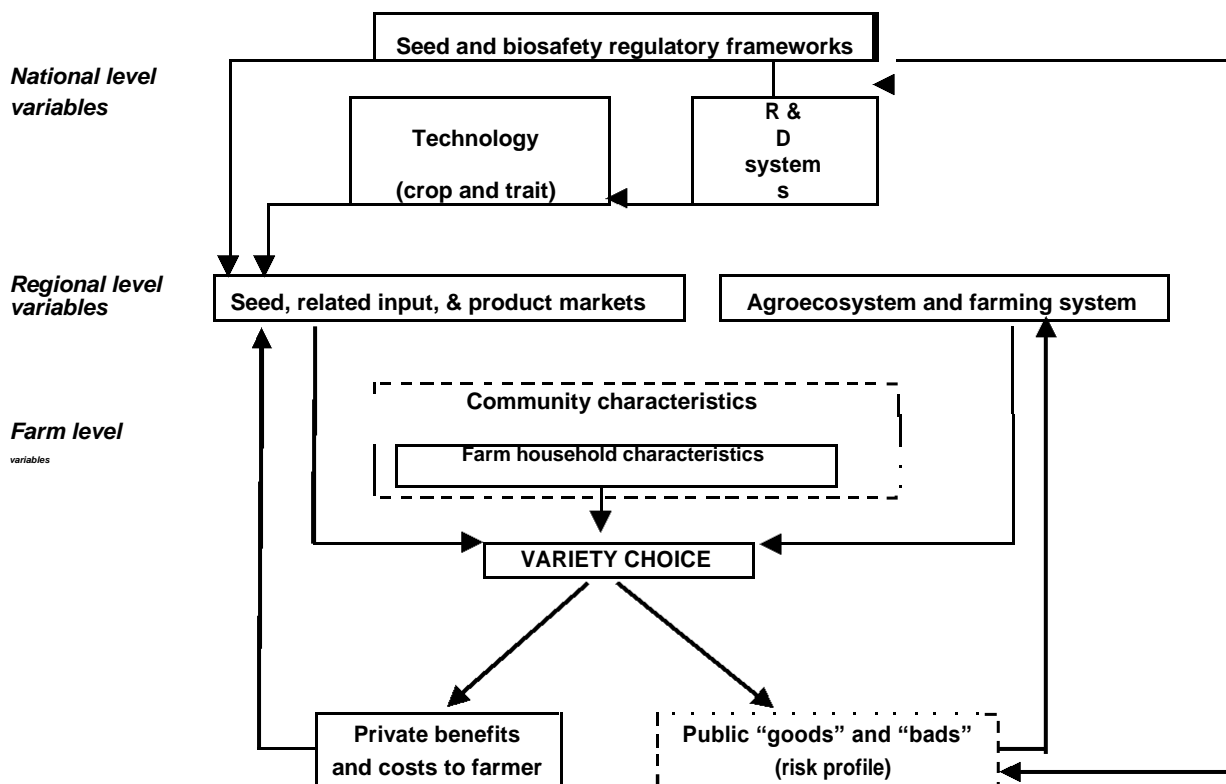 Seed and biosafety regulatory frameworks
National level
variables
R &
D
system
s
Technology
(crop and trait)
Regional level
variables
Seed, related input, & product markets
Agroecosystem and farming system
Community characteristics
Farm level
variables
Farm household characteristics
VARIETY CHOICE
Private benefits
and costs to farmer
Public “goods” and “bads”
(risk profile)